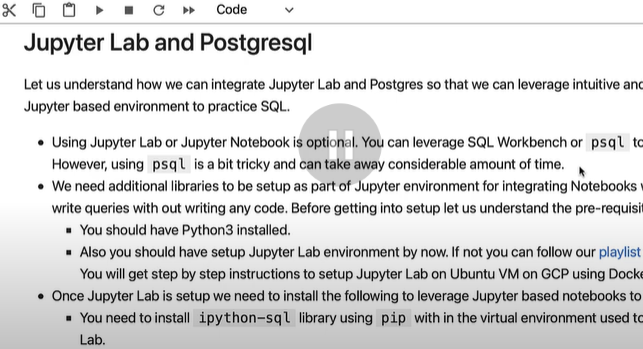 Code
Jupyter Lab and Postgresql
Let us understand how we can integrate Jupyter Lab and Postgres so that we can leverage intuitive and
Jupyter based environment to practice SQL.
Using Jupyter Lab or Jupyter Notebook is optional. You can leverage SQL Workbench or psql to
However, using psql is a bit tricky and can take away considerable amount of time.
We need additional libraries to be setup as part of Jupyter environment for integrating Notebooks
write queries with out writing any code. Before getting into setup let us understand the
You should have Python3 installed.
Also you should have setup Jupyter Lab environment by now. If not you can follow our playlist
You will get step by step instructions to setup Jupyter Lab on Ubuntu VM on GCP using
Once Jupyter Lab is setup we need to install the following to leverage Jupyter based notebooks to
You need to install ipython-sql library using pip with in the virtual environment used to
Lab.